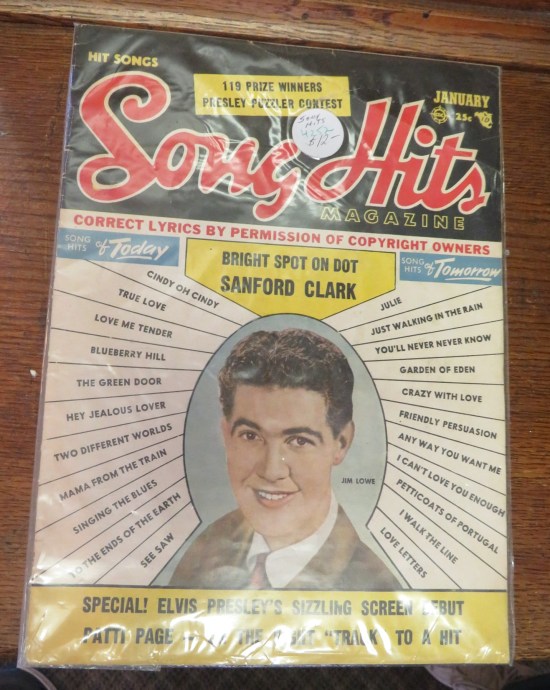 HIT SONGS
119 PRIZE WINNERS
PRESLEY PUZZLER CONTEST
JANUARY
25c
Song Hits
MAGAZINE
CORRECT LYRICS BY PERMISSION OF COPYRIGHT OWNERS
SONG HITS of Today
CINDY OH CINDY
TRUE LOVE
LOVE ME TENDER
BLUEBERRY HILL
THE GREEN DOOR
HEY JEALOUS LOVER
TWO DIFFERENT WORLDS
MAMA FROM THE TRAIN
SINGING THE BLUES
TO THE ENDS OF THE EARTH
SEE SAW
BRIGHT SPOT ON DOT
SANFORD CLARK
SONG HITS of Tomorrow
JULIE
JUST WALKING IN THE RAIN
YOU'LL NEVER NEVER KNOW
GARDEN OF EDEN
CRAZY WITH LOVE
FRIENDLY PERSUASION
ANY WAY YOU WANT ME
I CAN'T LOVE YOU ENOUGH
PETTICOATS OF PORTUGAL
I WALK THE LINE
LOVE LETTERS
JIM LOWE
SPECIAL! ELVIS PRESLEY'S SIZZLING SCREEN DEBUT
PATTI PAGE THE "TRACK" TO A HIT